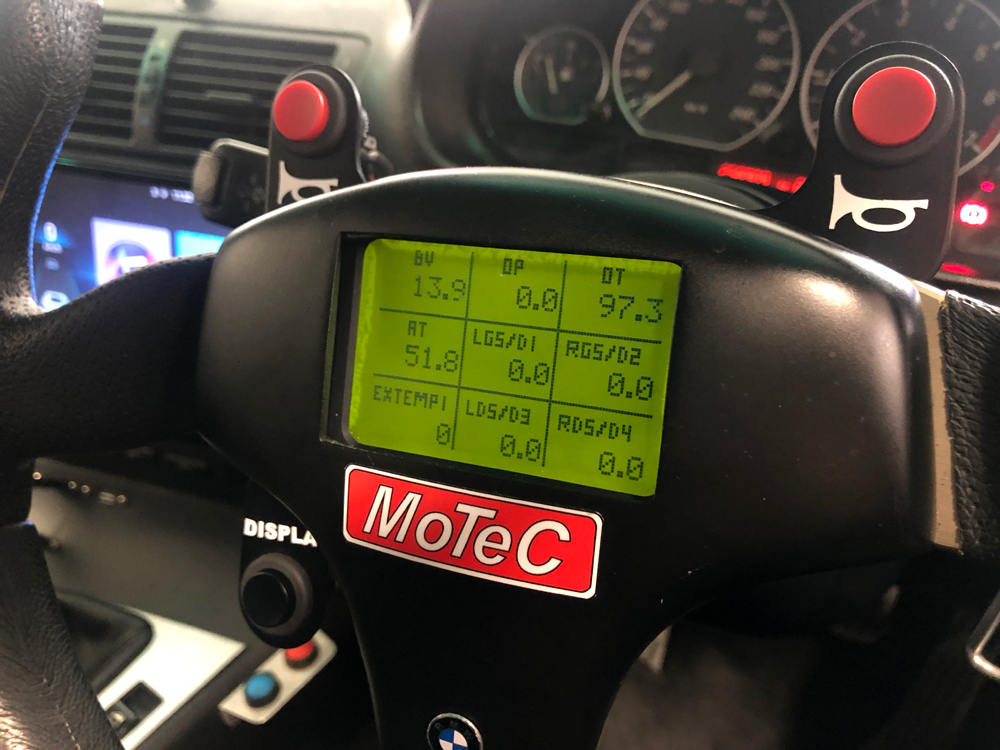 BV OP OT
13.9 0.0 97.3
AT LGS/D1 RGS/D2
51.8 0.0 0.0
EXTEMP1 LDS/D3 RDS/D4
0 0.0 0.0
MoTeC
DISPLA